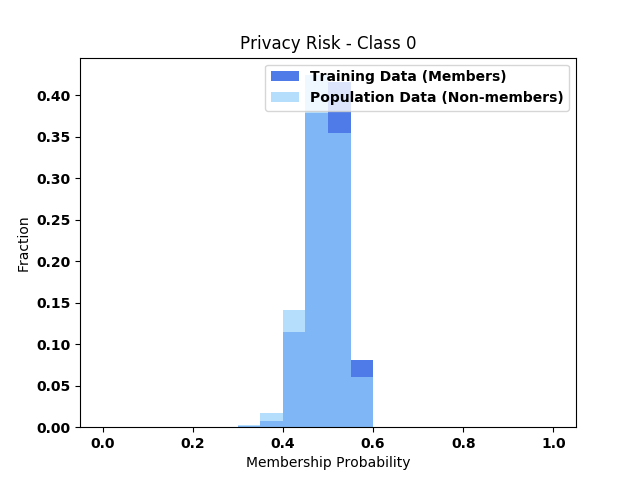 Privacy Risk - Class 0
Training Data (Members)
Population Data (Non-members)
0.40
0.35
0.30
0.25
0.20
0.15
0.10
0.05
0.00
Fraction
0.0 0.2 0.4 0.6 0.8 1.0
Membership Probability